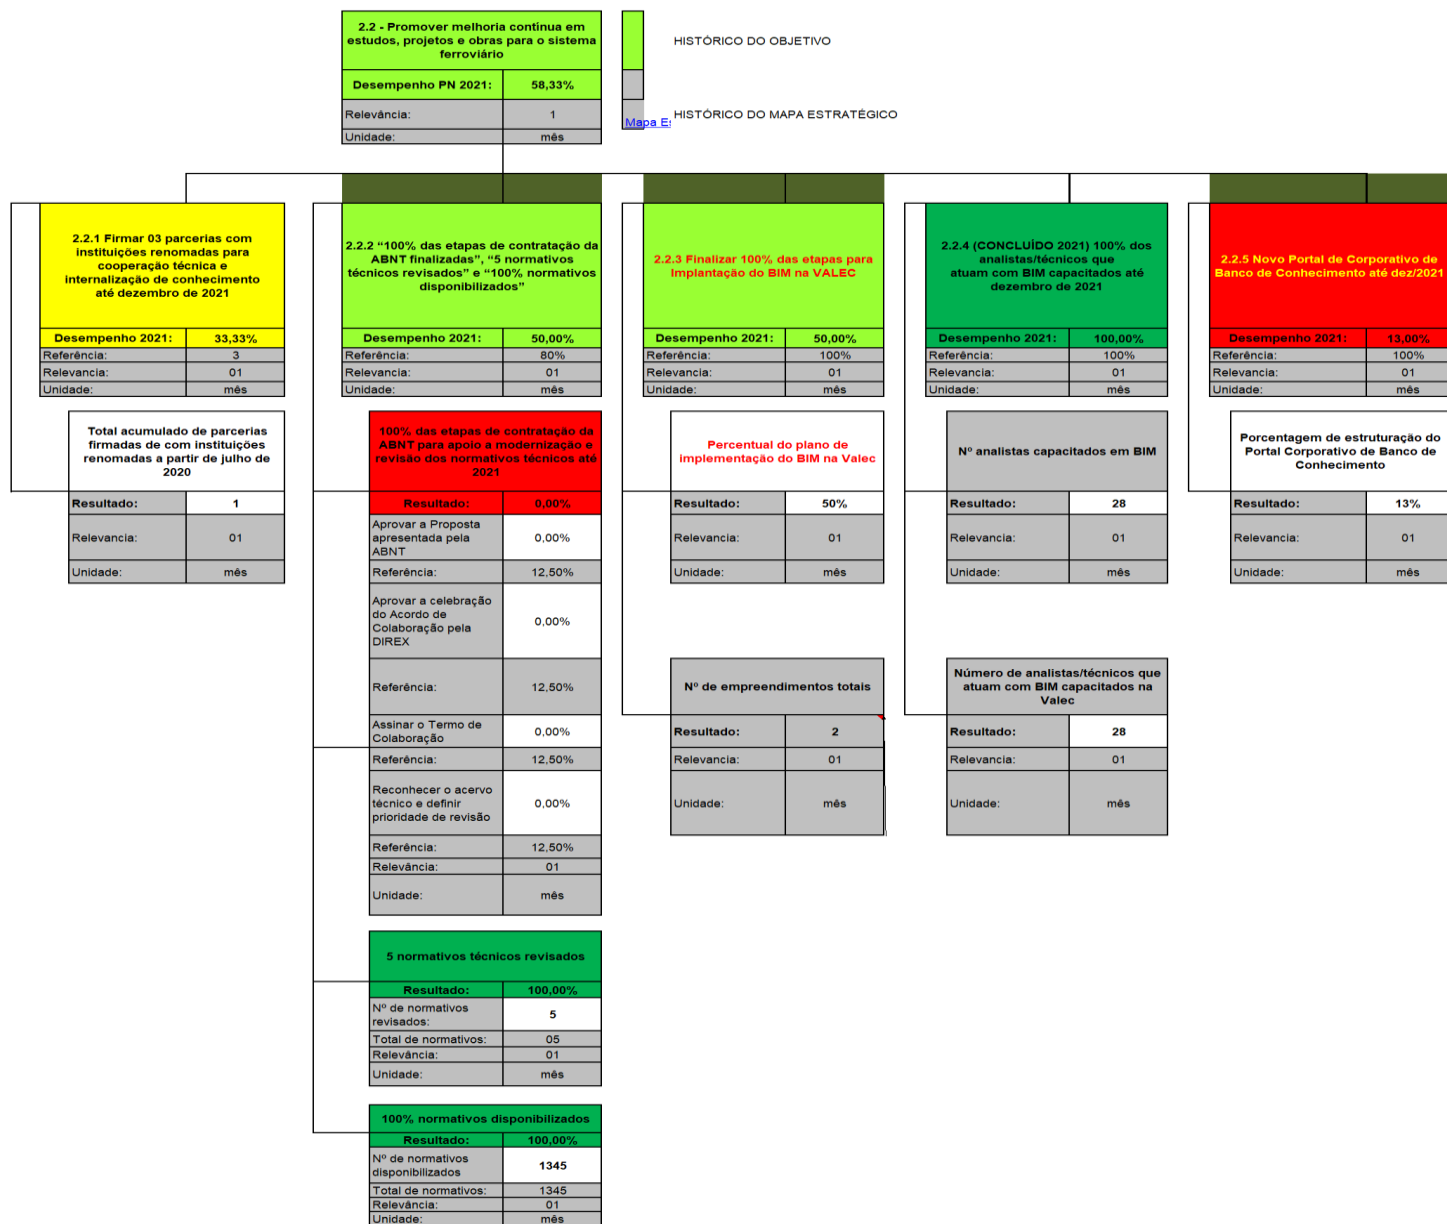 2.2 - Promover melhoria contínua em
estudos, projetos e obras para o sistema
ferroviário
Desempenho PN 2021: 58,33%
Relevância: 1
Unidade: mês
HISTÓRICO DO OBJETIVO
HISTÓRICO DO MAPA ESTRATÉGICO
Mapa Es
2.2.1 Firmar 03 parcerias com
instituições renomadas para
cooperação técnica e
internalização de conhecimento
até dezembro de 2021
Desempenho 2021: 33,33%
Referência: 3
Relevancia: 01
Unidade: mês
Total acumulado de parcerias
firmadas de com instituições
renomadas a partir de julho de
2020
Resultado: 1
Relevancia: 01
Unidade: mês
2.2.2 “100% das etapas de contratação da
ABNT finalizadas”, “5 normativos
técnicos revisados” e “100% normativos
disponibilizados”
Desempenho 2021: 50,00%
Referência: 80%
Relevancia: 01
Unidade: mês
100% das etapas de contratação da
ABNT para apoio a modernização e
revisão dos normativos técnicos até
2021
Resultado: 0,00%
Aprovar a Proposta
apresentada pela
ABNT
0,00%
Referência: 12,50%
Aprovar a celebração
do Acordo de
Colaboração pela
DIREX
0,00%
Referência: 12,50%
Assinar o Termo de
Colaboração
0,00%
Referência: 12,50%
Reconhecer o acervo
técnico e definir
prioridade de revisão
0,00%
Referência: 12,50%
Relevância: 01
Unidade: mês
5 normativos técnicos revisados
Resultado: 100,00%
Nº de normativos
revisados:
5
Total de normativos: 05
Relevância: 01
Unidade: mês
100% normativos disponibilizados
Resultado: 100,00%
Nº de normativos
disponibilizados
1345
Total de normativos: 1345
Relevância: 01
Unidade: mês
2.2.3 Finalizar 100% das etapas para
Implantação do BIM na VALEC
Desempenho 2021: 50,00%
Referência: 100%
Relevancia: 01
Unidade: mês
Percentual do plano de
implementação do BIM na Valec
Resultado: 50%
Relevancia: 01
Unidade: mês
Nº de empreendimentos totais
Resultado: 2
Relevancia: 01
Unidade: mês
2.2.4 (CONCLUÍDO 2021) 100% dos
analistas/técnicos que
atuam com BIM capacitados até
dezembro de 2021
Desempenho 2021: 100,00%
Referência: 100%
Relevancia: 01
Unidade: mês
Nº analistas capacitados em BIM
Resultado: 28
Relevancia: 01
Unidade: mês
Número de analistas/técnicos que
atuam com BIM capacitados na
Valec
Resultado: 28
Relevancia: 01
Unidade: mês
2.2.5 Novo Portal de Corporativo de
Banco de Conhecimento até dez/2021
Desempenho 2021: 13,00%
Referência: 100%
Relevancia: 01
Unidade: mês
Porcentagem de estruturação do
Portal Corporativo de Banco de
Conhecimento
Resultado: 13%
Relevancia: 01
Unidade: mês